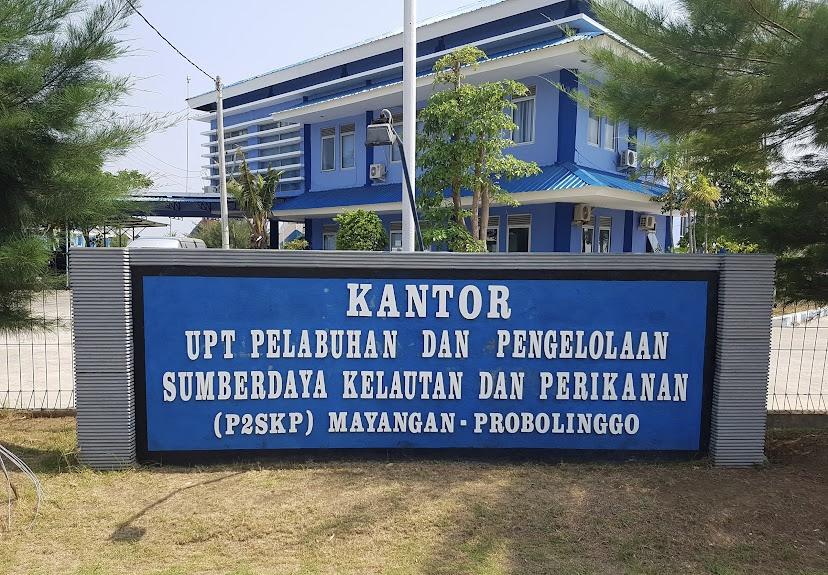 KANTOR
UPT PELABUHAN DAN PENGELOLAAN
SUMBERDAYA KELAUTAN DAN PERIKANAN
(P2SKP) MAYANGAN - PROBOLINGGO